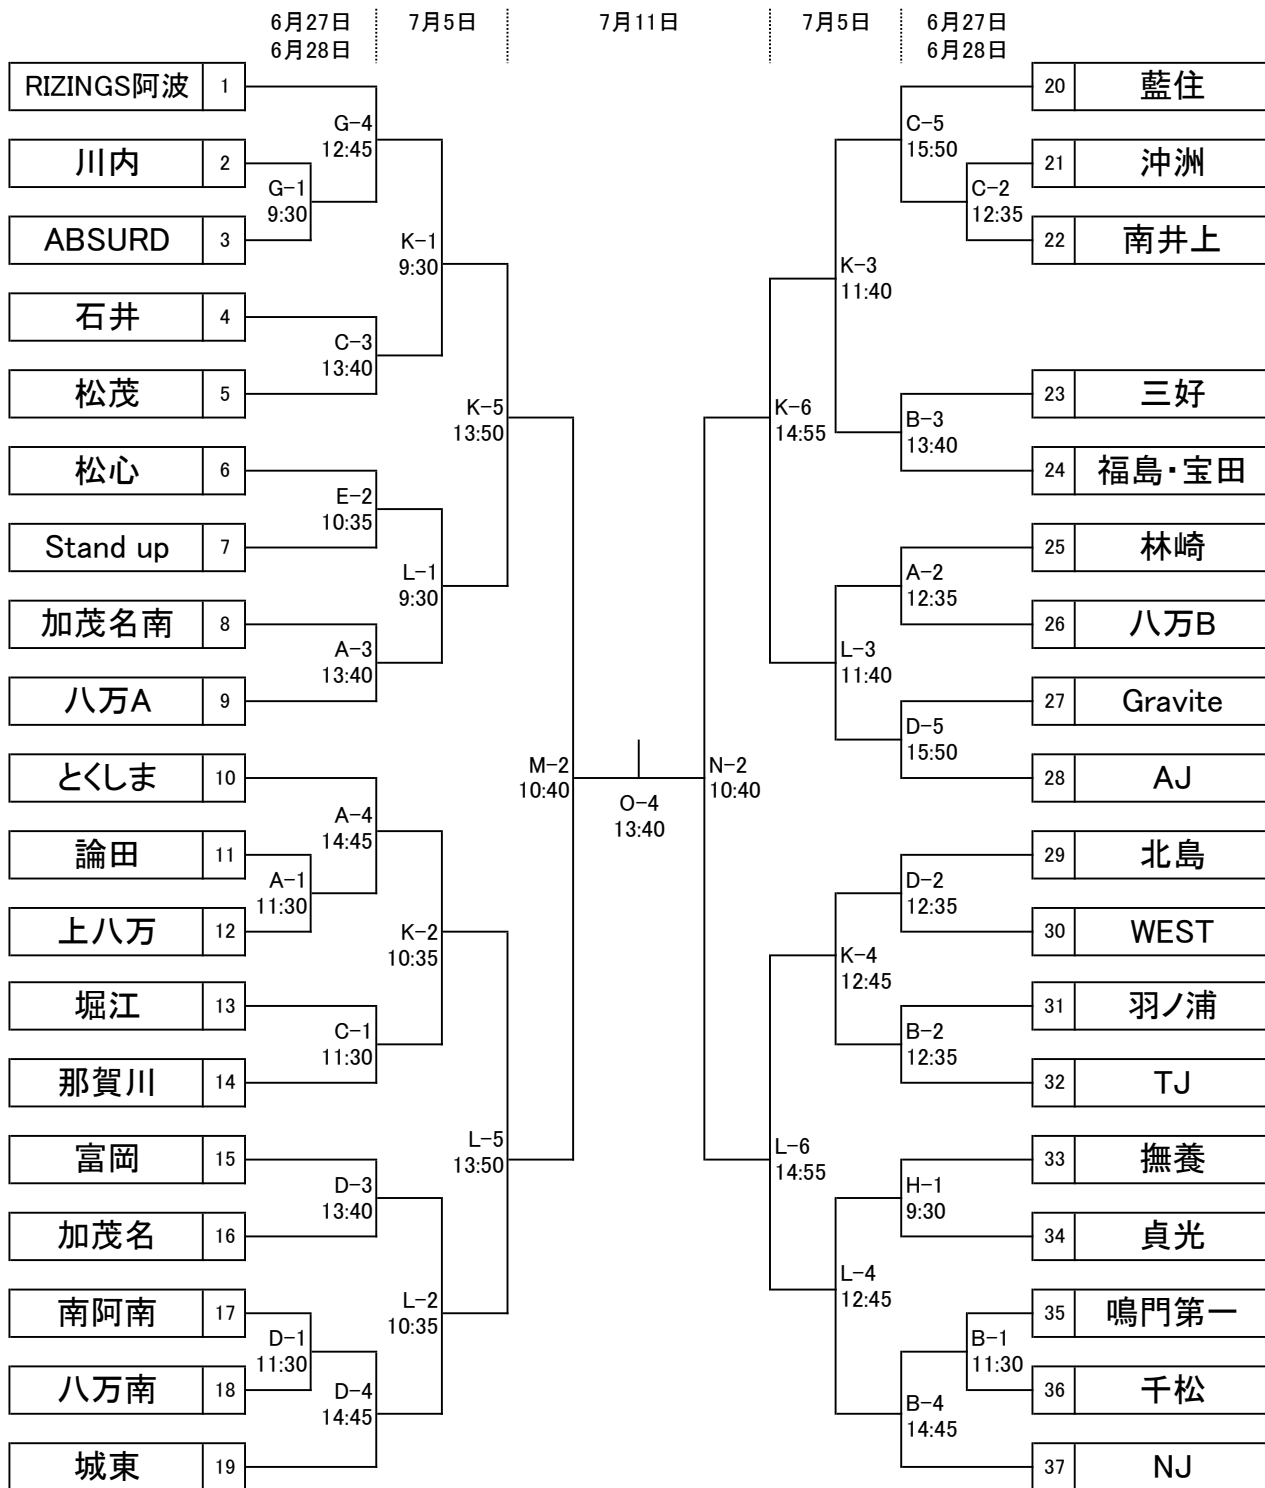 6月27日 7月5日 7月11日 7月5日 6月27日
6月28日 6月28日
RIZINGS阿波 1
川内 2
ABSURD 3
石井 4
松茂 5
松心 6
Stand up 7
加茂名南 8
八万A 9
とくしま 10
論田 11
上八万 12
堀江 13
那賀川 14
富岡 15
加茂名 16
南阿南 17
八万南 18
城東 19
G-4
12:45
G-1
9:30
C-3
13:40
E-2
10:35
A-3
13:40
A-4
14:45
A-1
11:30
C-1
11:30
D-3
13:40
D-1
11:30
D-4
14:45
K-1
9:30
L-1
9:30
K-2
10:35
L-2
10:35
K-5
13:50
L-5
13:50
M-2
10:40
O-4
13:40
N-2
10:40
K-6
14:55
L-6
14:55
K-3
11:40
L-3
11:40
K-4
12:45
L-4
12:45
C-5
15:50
C-2
12:35
B-3
13:40
A-2
12:35
D-5
15:50
D-2
12:35
B-2
12:35
H-1
9:30
B-1
11:30
B-4
14:45
20 藍住
21 沖洲
22 南井上
23 三好
24 福島・宝田
25 林崎
26 八万B
27 Gravite
28 AJ
29 北島
30 WEST
31 羽ノ浦
32 TJ
33 撫養
34 貞光
35 鳴門第一
36 千松
37 NJ